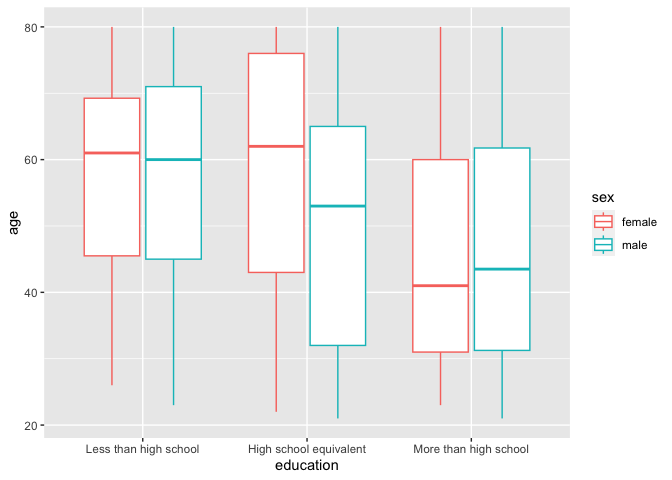 80
60
40
20
age
Less than high school
High school equivalent
More than high school
education
sex
female
male